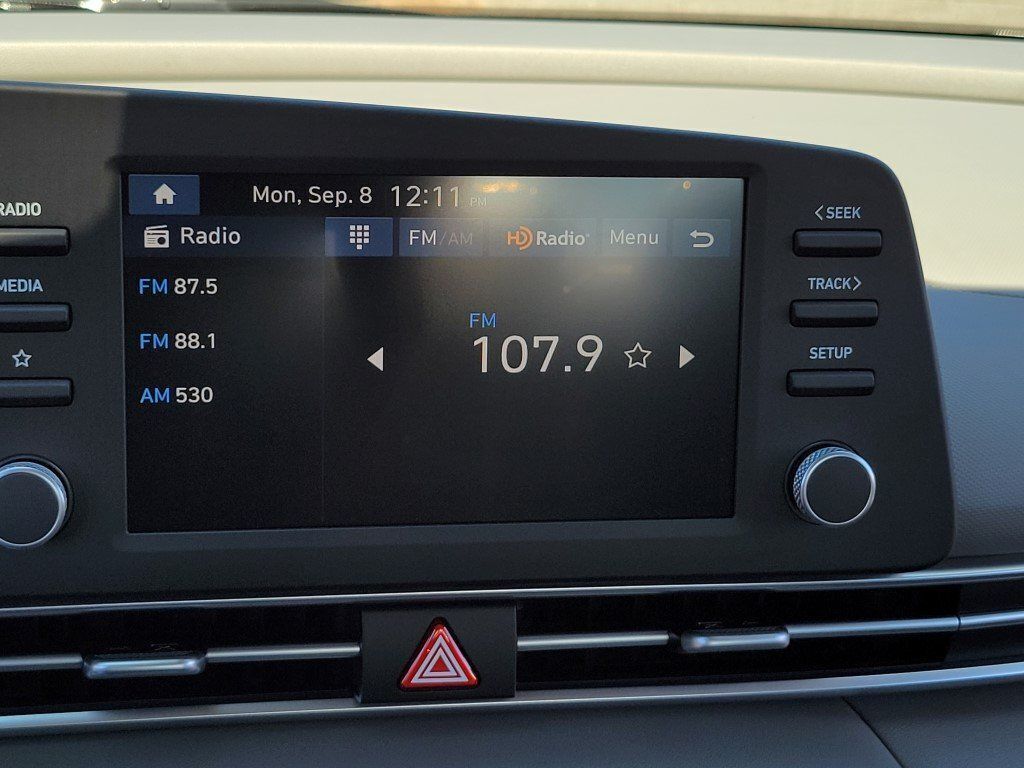 Mon, Sep. 8 12:11 PM
RADIO
<SEEK
Radio FM/AM HD Radio Menu
FM 87.5
MEDIA
TRACK>
FM
FM 88.1
107.9
SETUP
AM 530